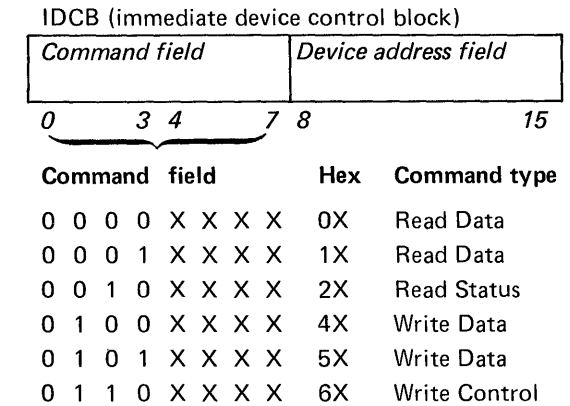 IDCB (immediate device control block)
Command field Device address field
0 3 4 7 8 15
Command field Hex Command type
0 0 0 0 X X X X 0X Read Data
0 0 0 1 X X X X 1X Read Data
0 0 1 0 X X X X 2X Read Status
0 1 0 0 X X X X 4X Write Data
0 1 0 1 X X X X 5X Write Data
0 1 1 0 X X X X 6X Write Control